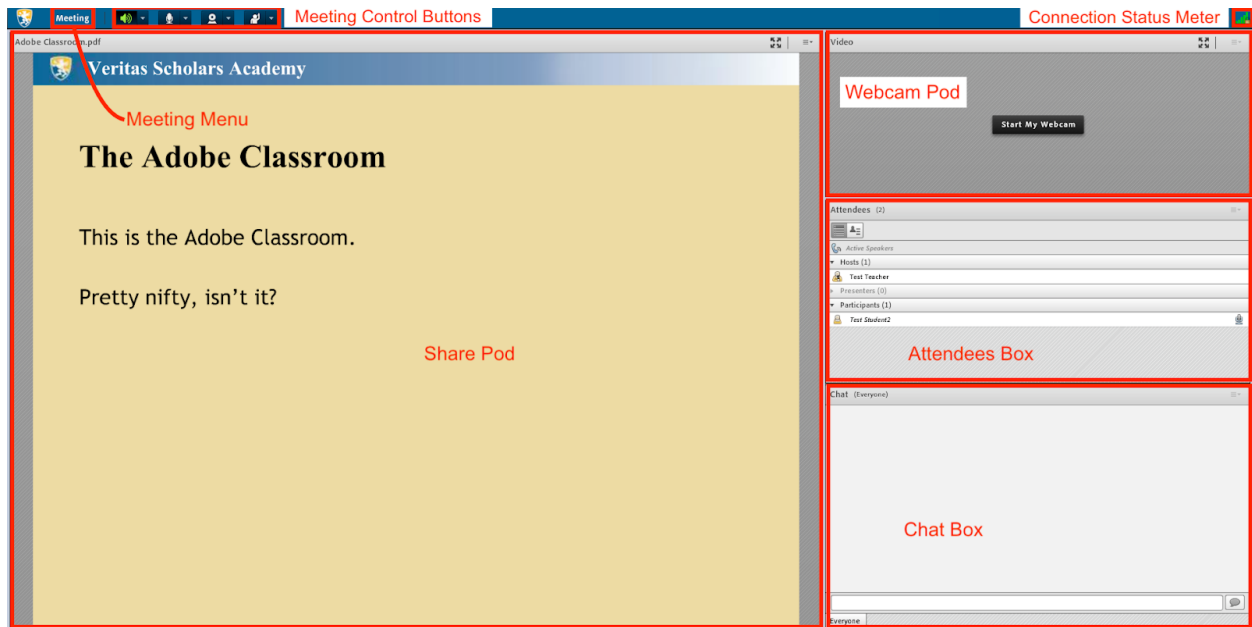 Meeting
Meeting Control Buttons
Connection Status Meter
Adobe Classroom.pdf
Veritas Scholars Academy
Meeting Menu
The Adobe Classroom
This is the Adobe Classroom.
Pretty nifty, isn't it?
Share Pod
Video
Webcam Pod
Start My Webcam
Attendees (2)
Active Speakers
Hosts (1)
Test Teacher
Presenters (0)
Participants (1)
Test Student2
Attendees Box
Chat (Everyone)
Chat Box
Everyone